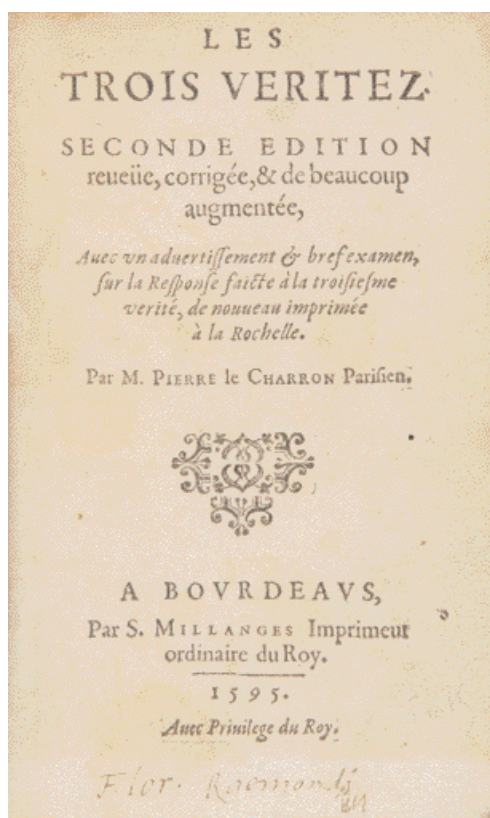 LES
TROIS VERITEZ.
SECONDE EDITION
reueüe, corrigée, & de beaucoup
augmentée,
Auec vn aduertiſſement & bref examen,
ſur la Reſponſe faicte à la troiſieſme
verité, de nouueau imprimée
à la Rochelle.
Par M. PIERRE le CHARRON Pariſien.
A BOVRDEAVS,
Par S. MILLANGES Imprimeur
ordinaire du Roy.
1595.
Auec Priuilege du Roy.
Flor. Raemondj